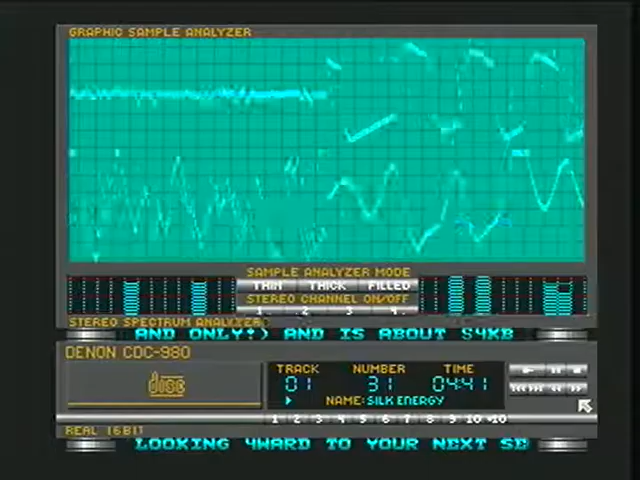 GRAPHIC SAMPLE ANALYZER
SAMPLE ANALYZER MODE
THIN THICK FILLED
STEREO CHANNEL ON/OFF
1. .2 3 4.
STEREO SPECTRUM ANALYZER
AND ONLY!) AND IS ABOUT 54KB
DENON CDC-980
disc
TRACK NUMBER TIME
01 31 04:41
NAME: SILK ENERGY
1 2 3 4 5 6 7 8 9 10 +10
REAL 16BIT
LOOKING 4WARD TO YOUR NEXT SE